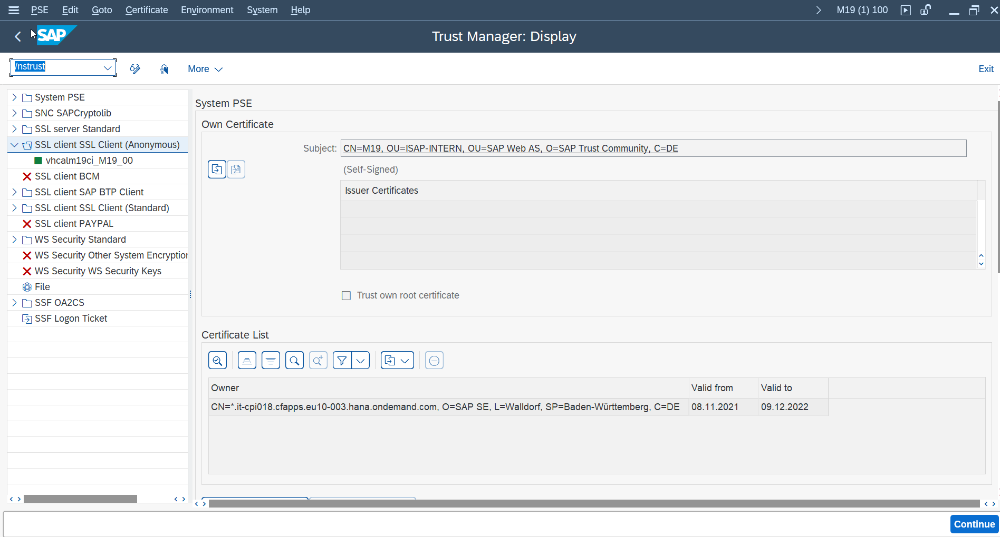 PSE Edit Goto Certificate Environment System Help M19 (1) 100
SAP Trust Manager: Display
/nstrust More Exit
System PSE
SNC SAPCryptolib
SSL server Standard
SSL client SSL Client (Anonymous)
vhcalm19ci_M19_00
SSL client BCM
SSL client SAP BTP Client
SSL client SSL Client (Standard)
SSL client PAYPAL
WS Security Standard
WS Security Other System Encryption
WS Security WS Security Keys
File
SSF OA2CS
SSF Logon Ticket
System PSE
Own Certificate
Subject: CN=M19, OU=ISAP-INTERN, OU=SAP Web AS, O=SAP Trust Community, C=DE
(Self-Signed)
Issuer Certificates
Trust own root certificate
Certificate List
Owner Valid from Valid to
CN=*.it-cpi018.cfapps.eu10-003.hana.ondemand.com, O=SAP SE, L=Walldorf, SP=Baden-Württemberg, C=DE 08.11.2021 09.12.2022
Continue